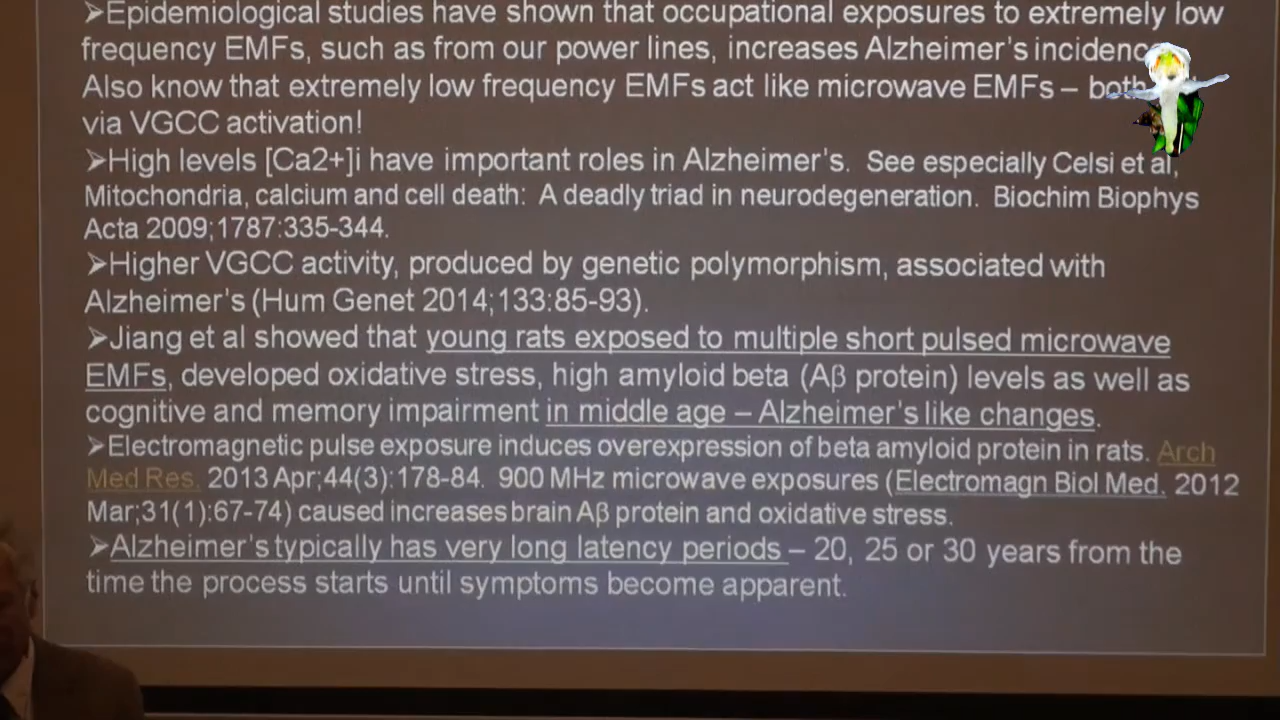 ➢Epidemiological studies have shown that occupational exposures to extremely low
frequency EMFs, such as from our power lines, increases Alzheimer's incidenc
Also know that extremely low frequency EMFs act like microwave EMFs – both
via VGCC activation!
➢High levels [Ca2+]i have important roles in Alzheimer's. See especially Celsi et al,
Mitochondria, calcium and cell death: A deadly triad in neurodegeneration. Biochim Biophys
Acta 2009;1787:335-344.
➢Higher VGCC activity, produced by genetic polymorphism, associated with
Alzheimer's (Hum Genet 2014;133:85-93).
➢Jiang et al showed that young rats exposed to multiple short pulsed microwave
EMFs, developed oxidative stress, high amyloid beta (Aβ protein) levels as well as
cognitive and memory impairment in middle age – Alzheimer's like changes.
➢Electromagnetic pulse exposure induces overexpression of beta amyloid protein in rats. Arch
Med Res. 2013 Apr;44(3):178-84. 900 MHz microwave exposures (Electromagn Biol Med. 2012
Mar;31(1):67-74) caused increases brain Aβ protein and oxidative stress.
➢Alzheimer's typically has very long latency periods – 20, 25 or 30 years from the
time the process starts until symptoms become apparent.